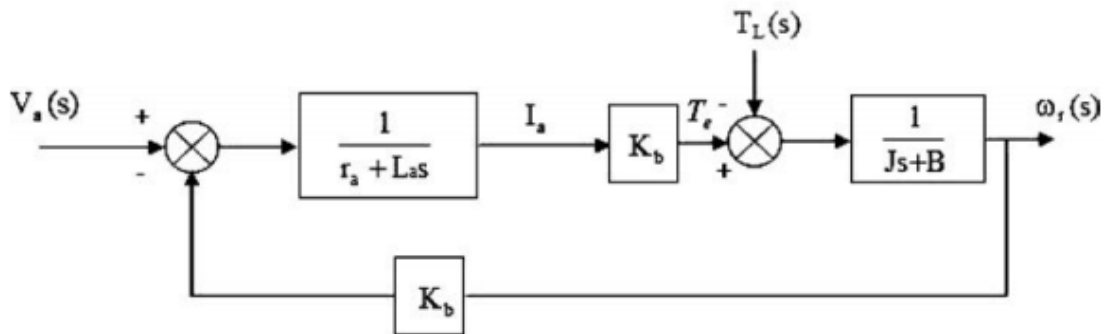 T_L(s)
V_a(s)
+
-
1
r_a + L_a s
I_a
K_b
T_e
-
+
1
Js+B
ω_r(s)
K_b